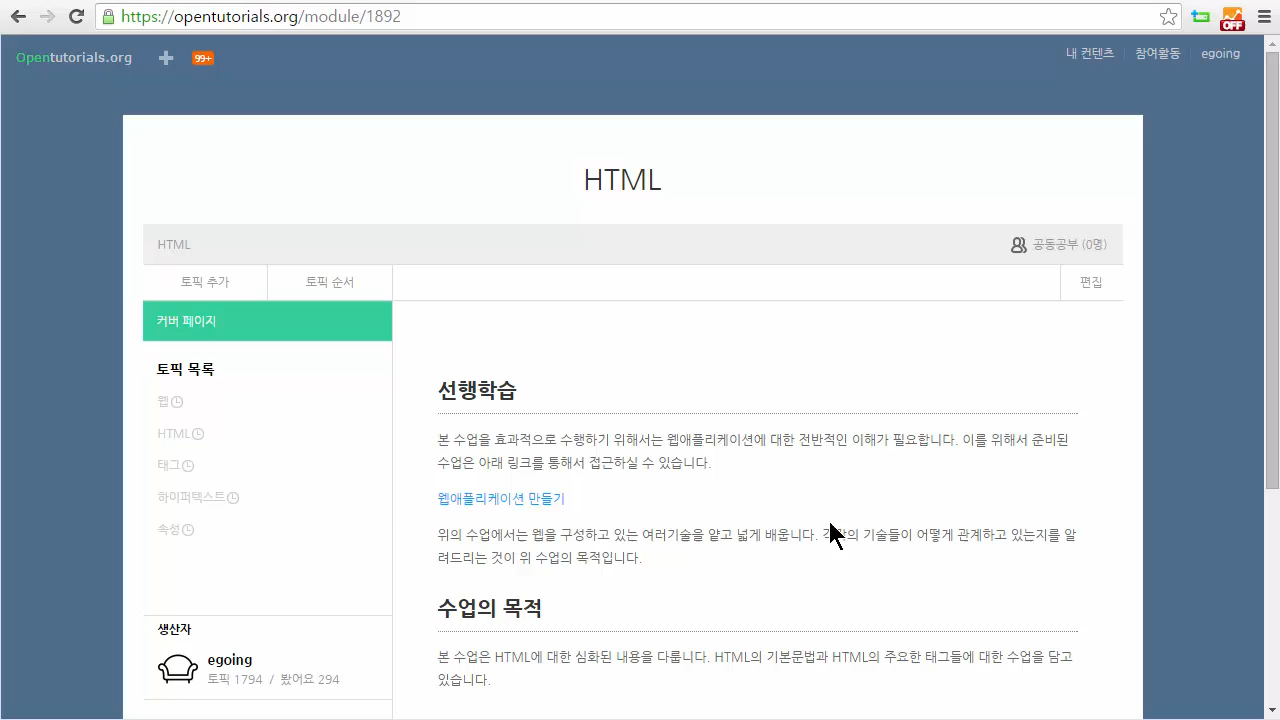 https://opentutorials.org/module/1892
OFF
Opentutorials.org
99+
내 컨텐츠
참여활동
egoing
HTML
HTML
공동공부 (0명)
토픽 추가
토픽 순서
편집
커버 페이지
토픽 목록
웹
HTML
태그
하이퍼텍스트
속성
생산자
egoing
토픽 1794 / 봤어요 294
선행학습
본 수업을 효과적으로 수행하기 위해서는 웹애플리케이션에 대한 전반적인 이해가 필요합니다. 이를 위해서 준비된
수업은 아래 링크를 통해서 접근하실 수 있습니다.
웹애플리케이션 만들기
위의 수업에서는 웹을 구성하고 있는 여러기술을 얕고 넓게 배웁니다. 기술들이 어떻게 관계하고 있는지를 알
려드리는 것이 위 수업의 목적입니다.
수업의 목적
본 수업은 HTML에 대한 심화된 내용을 다룹니다. HTML의 기본문법과 HTML의 주요한 태그들에 대한 수업을 담고
있습니다.